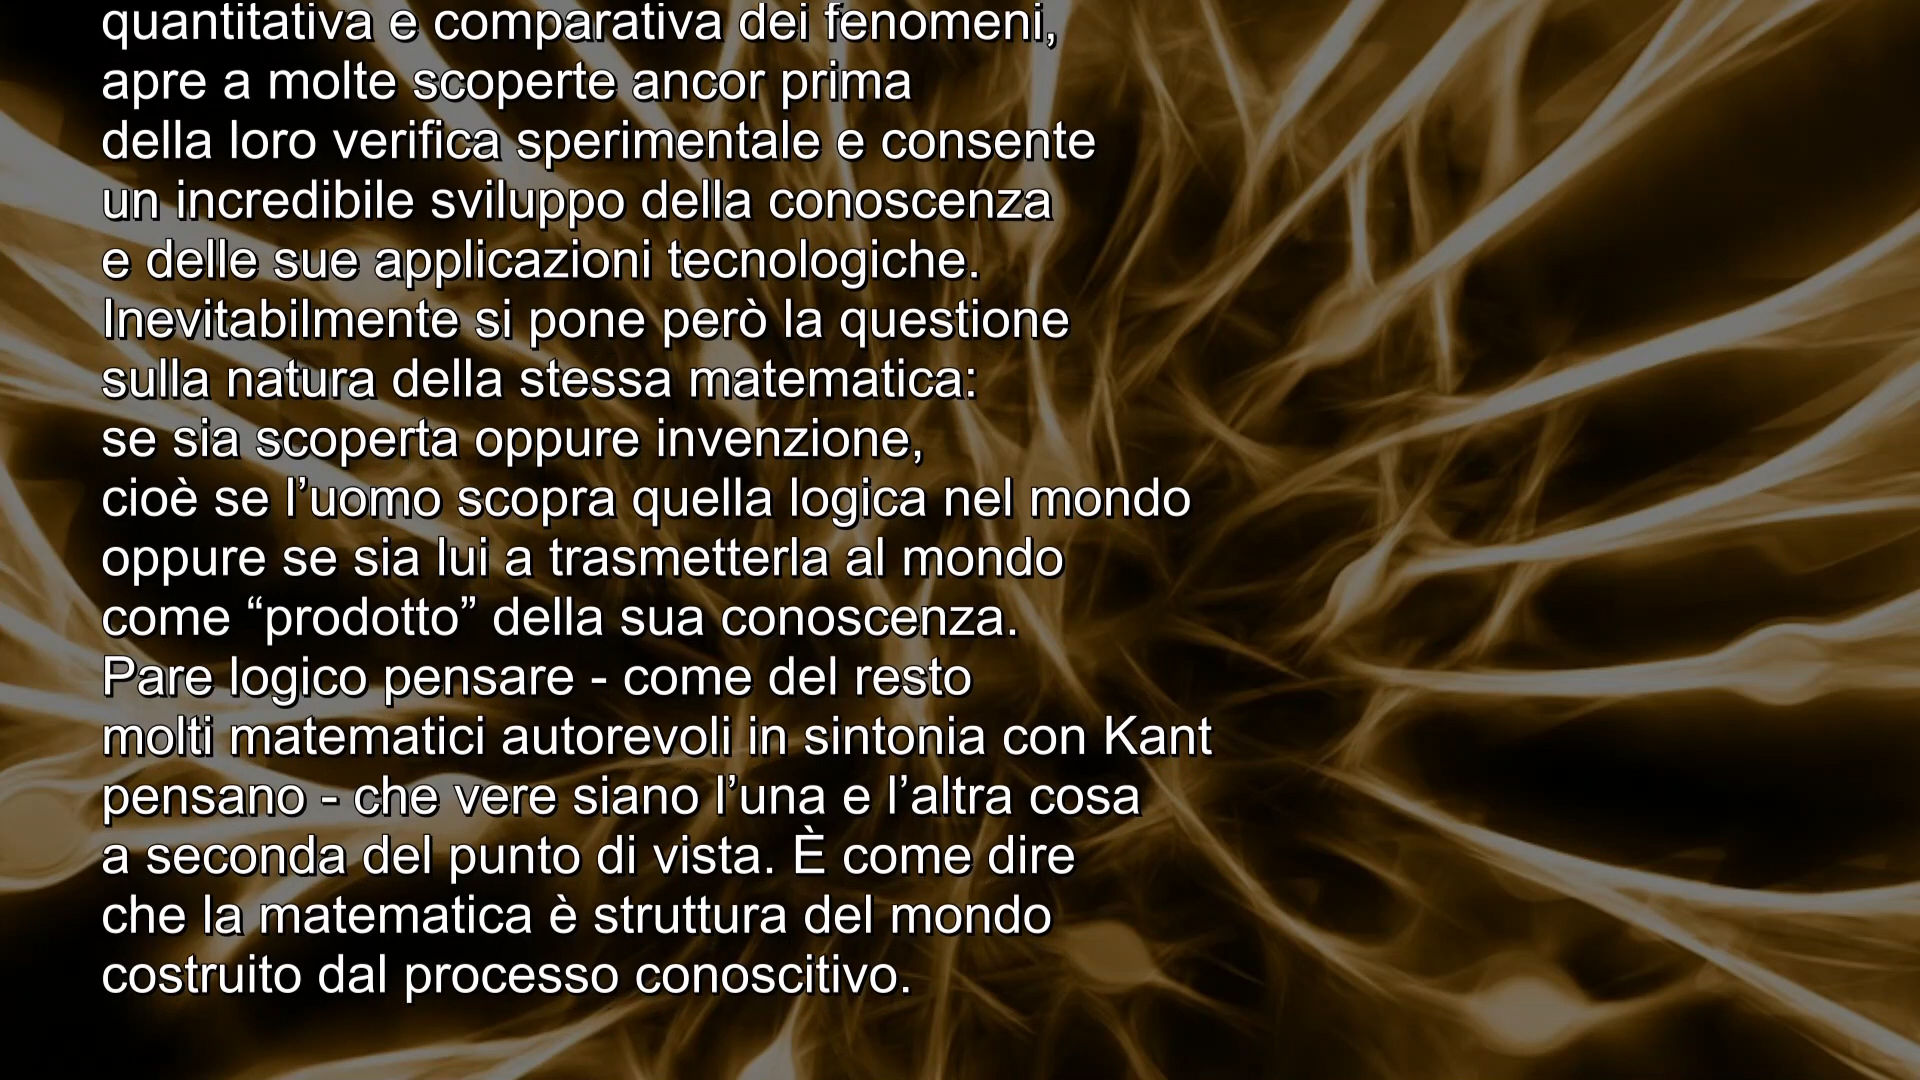 quantitativa e comparativa dei fenomeni,
apre a molte scoperte ancor prima
della loro verifica sperimentale e consente
un incredibile sviluppo della conoscenza
e delle sue applicazioni tecnologiche.
Inevitabilmente si pone però la questione
sulla natura della stessa matematica:
se sia scoperta oppure invenzione,
cioè se l’uomo scopra quella logica nel mondo
oppure se sia lui a trasmetterla al mondo
come “prodotto” della sua conoscenza.
Pare logico pensare - come del resto
molti matematici autorevoli in sintonia con Kant
pensano - che vere siano l’una e l’altra cosa
a seconda del punto di vista. È come dire
che la matematica è struttura del mondo
costruito dal processo conoscitivo.